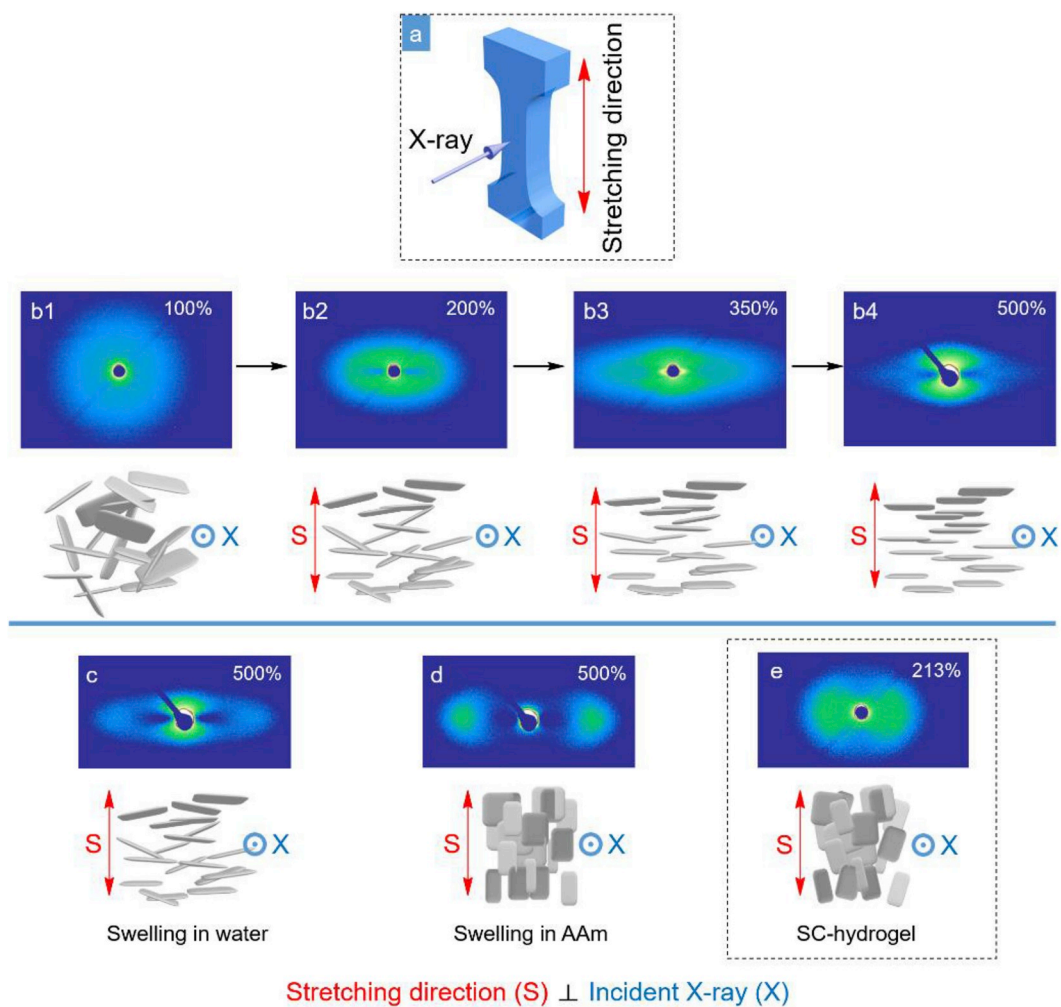 a
X-ray
Stretching direction
b1 100%
b2 200%
b3 350%
b4 500%
X
S X
S X
S X
c 500%
d 500%
e 213%
S X
S X
S X
Swelling in water
Swelling in AAm
SC-hydrogel
Stretching direction (S) ⊥ Incident X-ray (X)